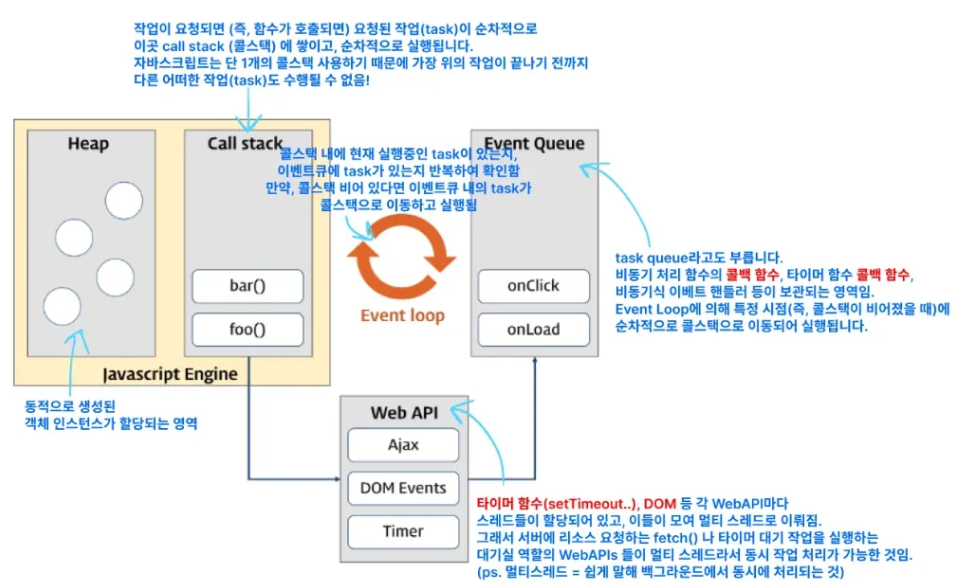 작업이 요청되면 (즉, 함수가 호출되면) 요청된 작업(task)이 순차적으로
이곳 call stack (콜스택) 에 쌓이고, 순차적으로 실행됩니다.
자바스크립트는 단 1개의 콜스택 사용하기 때문에 가장 위의 작업이 끝나기 전까지
다른 어떠한 작업(task)도 수행될 수 없음!
Heap
Call stack
Event Queue
콜스택 내에 현재 실행중인 task이 있는지,
이벤트큐에 task가 있는지 반복하여 확인함
만약, 콜스택 비어 있다면 이벤트큐 내의 task가
콜스택으로 이동하고 실행됨
bar()
foo()
Event loop
onClick
onLoad
task queue라고도 부릅니다.
비동기 처리 함수의 콜백 함수, 타이머 함수 콜백 함수,
비동기식 이베트 핸들러 등이 보관되는 영역임.
Event Loop에 의해 특정 시점(즉, 콜스택이 비어졌을 때)에
순차적으로 콜스택으로 이동되어 실행됩니다.
Javascript Engine
동적으로 생성된
객체 인스턴스가 할당되는 영역
Web API
Ajax
DOM Events
Timer
타이머 함수(setTimeout..), DOM 등 각 WebAPI마다
스레드들이 할당되어 있고, 이들이 모여 멀티 스레드로 이뤄짐.
그래서 서버에 리소스 요청하는 fetch() 나 타이머 대기 작업을 실행하는
대기실 역할의 WebAPIs 들이 멀티 스레드라서 동시 작업 처리가 가능한 것임.
(ps. 멀티스레드 = 쉽게 말해 백그라운드에서 동시에 처리되는 것)